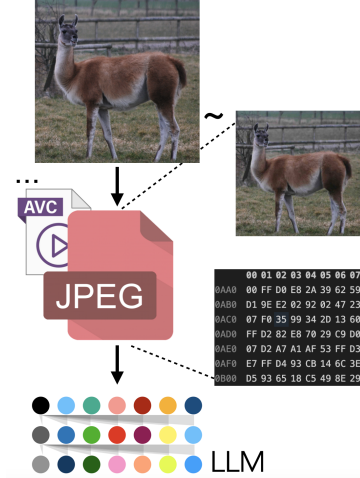 ~
...
AVC
JPEG
00 01 02 03 04 05 06 07
0AA0 00 FF D0 E8 2A 39 62 59
0AB0 D1 9E E2 02 92 02 47 23
0AC0 07 F0 35 99 34 2D 13 60
0AD0 FF D2 82 E8 70 29 C9 D0
0AE0 07 D2 A7 A1 AF 53 FF D3
0AF0 E7 FF D4 93 CB 14 6C 3E
0B00 D5 93 65 18 C5 49 8E 29
LLM